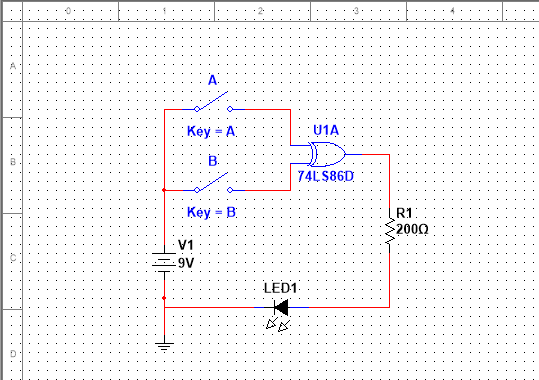 0 1 2 3 4
A
A
Key = A
U1A
B
B
74LS86D
Key = B
R1
200Ω
V1
9V
C
LED1
D